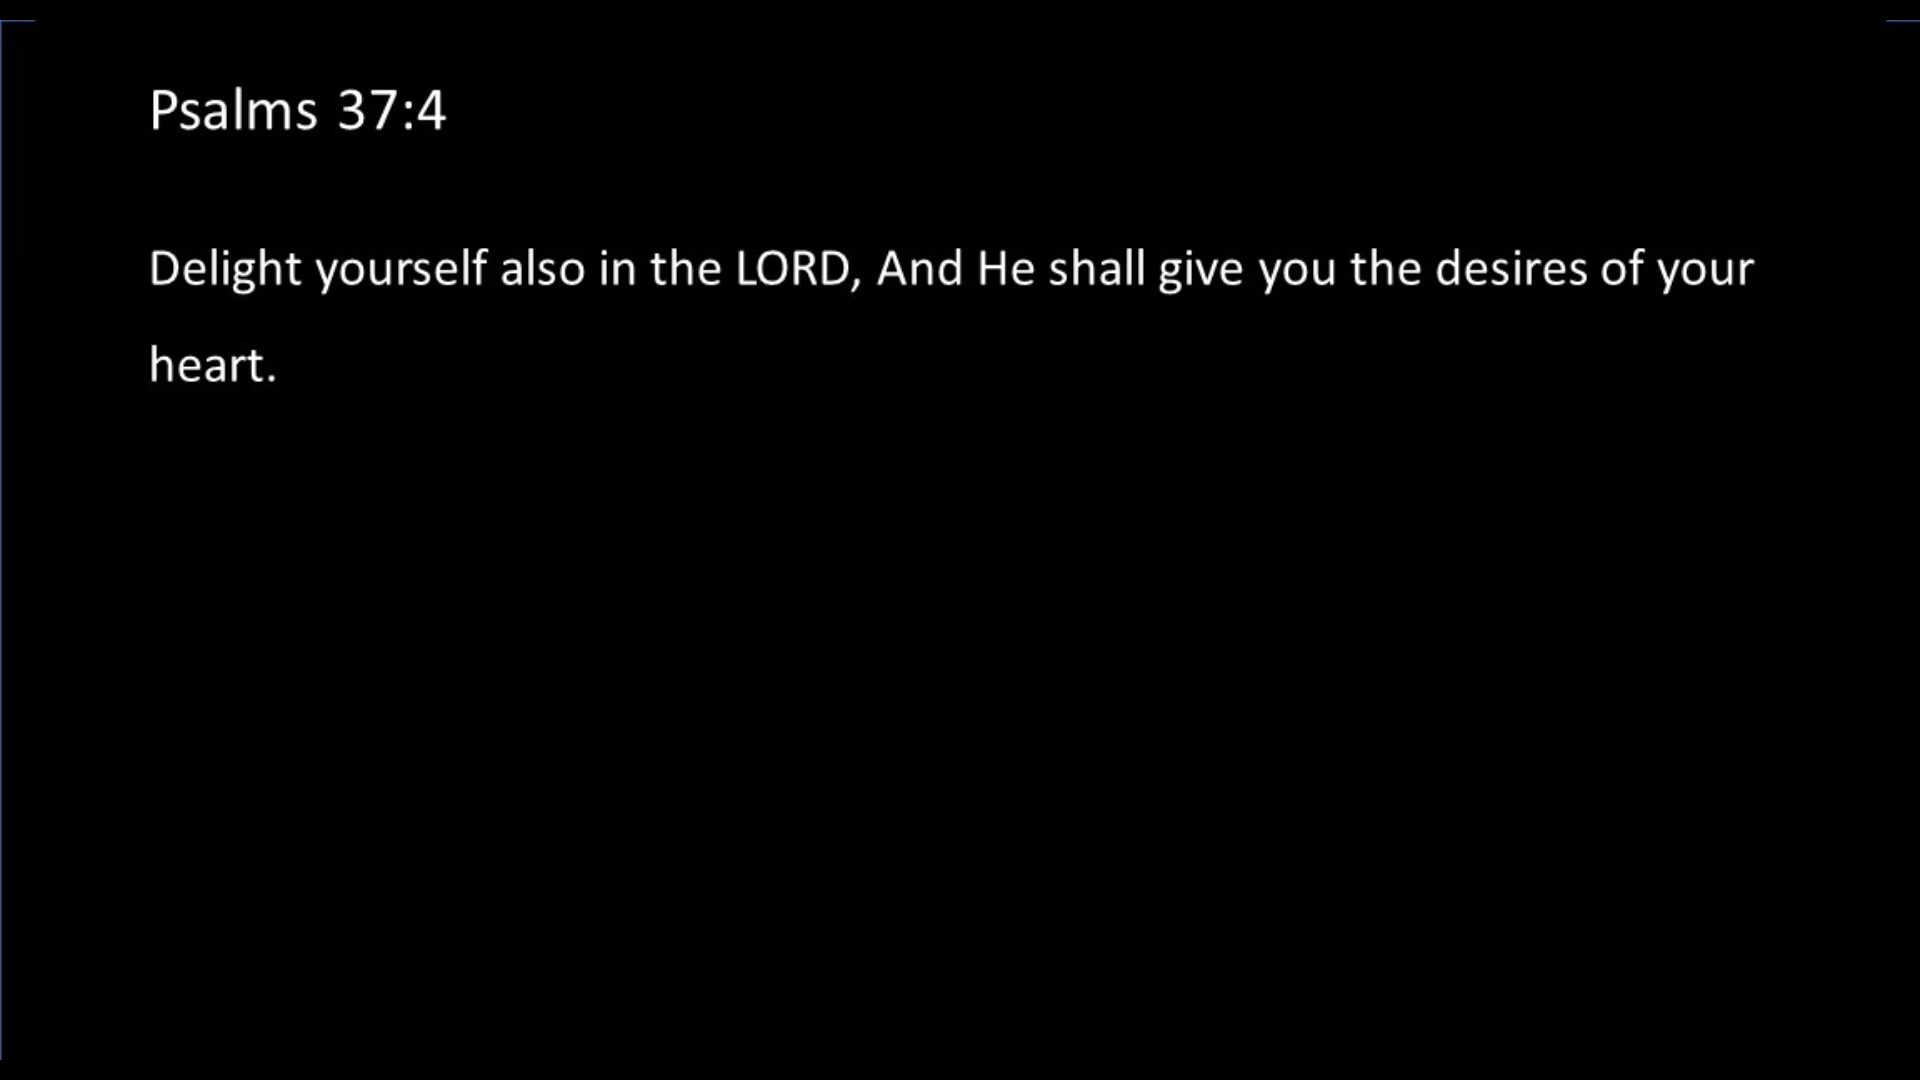 Psalms 37:4
Delight yourself also in the LORD, And He shall give you the desires of your
heart.